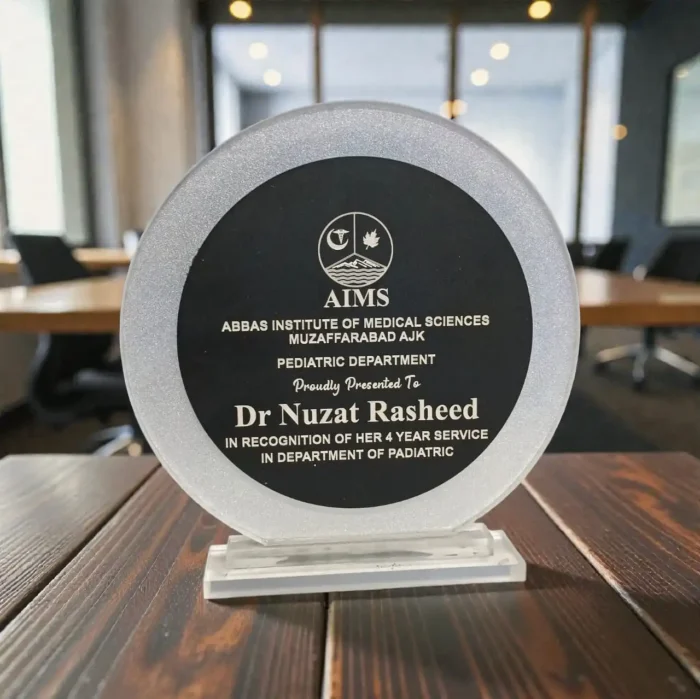 AIMS
ABBAS INSTITUTE OF MEDICAL SCIENCES
MUZAFFARABAD AJK
PEDIATRIC DEPARTMENT
Proudly Presented To
Dr Nuzat Rasheed
IN RECOGNITION OF HER 4 YEAR SERVICE
IN DEPARTMENT OF PADIATRIC